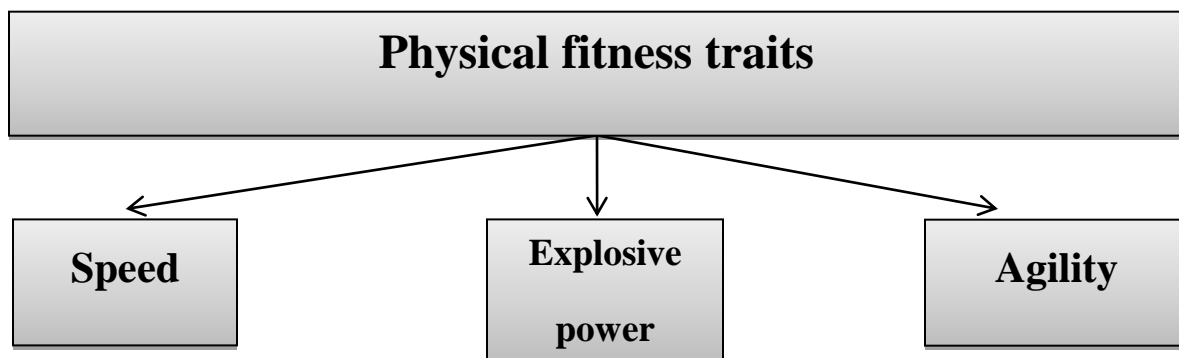 Physical fitness traits
Speed
Explosive
power
Agility